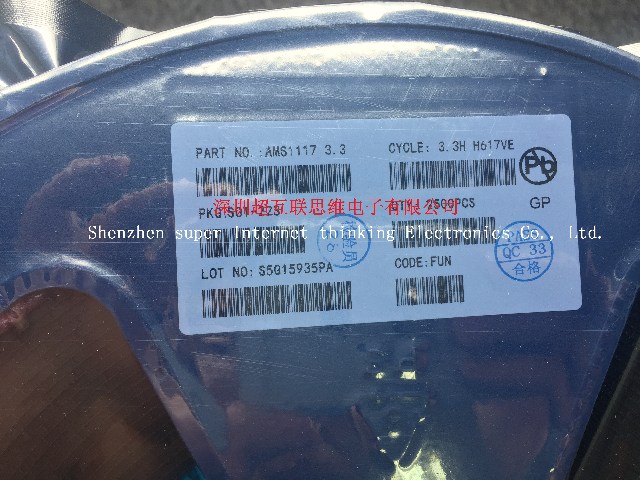 PART NO.:AMS1117 3.3
CYCLE: 3.3H H617VE
Pb
GP
深圳超互联思维电子有限公司
2500PCS
Shenzhen super Internet thinking Electronics Co., Ltd.
QC 33
合格
LOT NO: S5015935PA
CODE:FUN